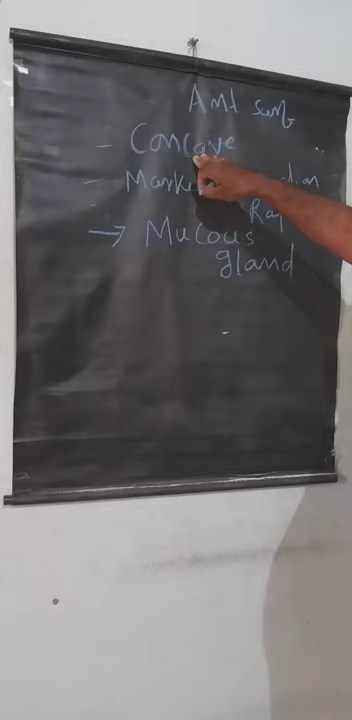 Ant surf
- Concave
- Marke
Rap
→ Mucous
gland